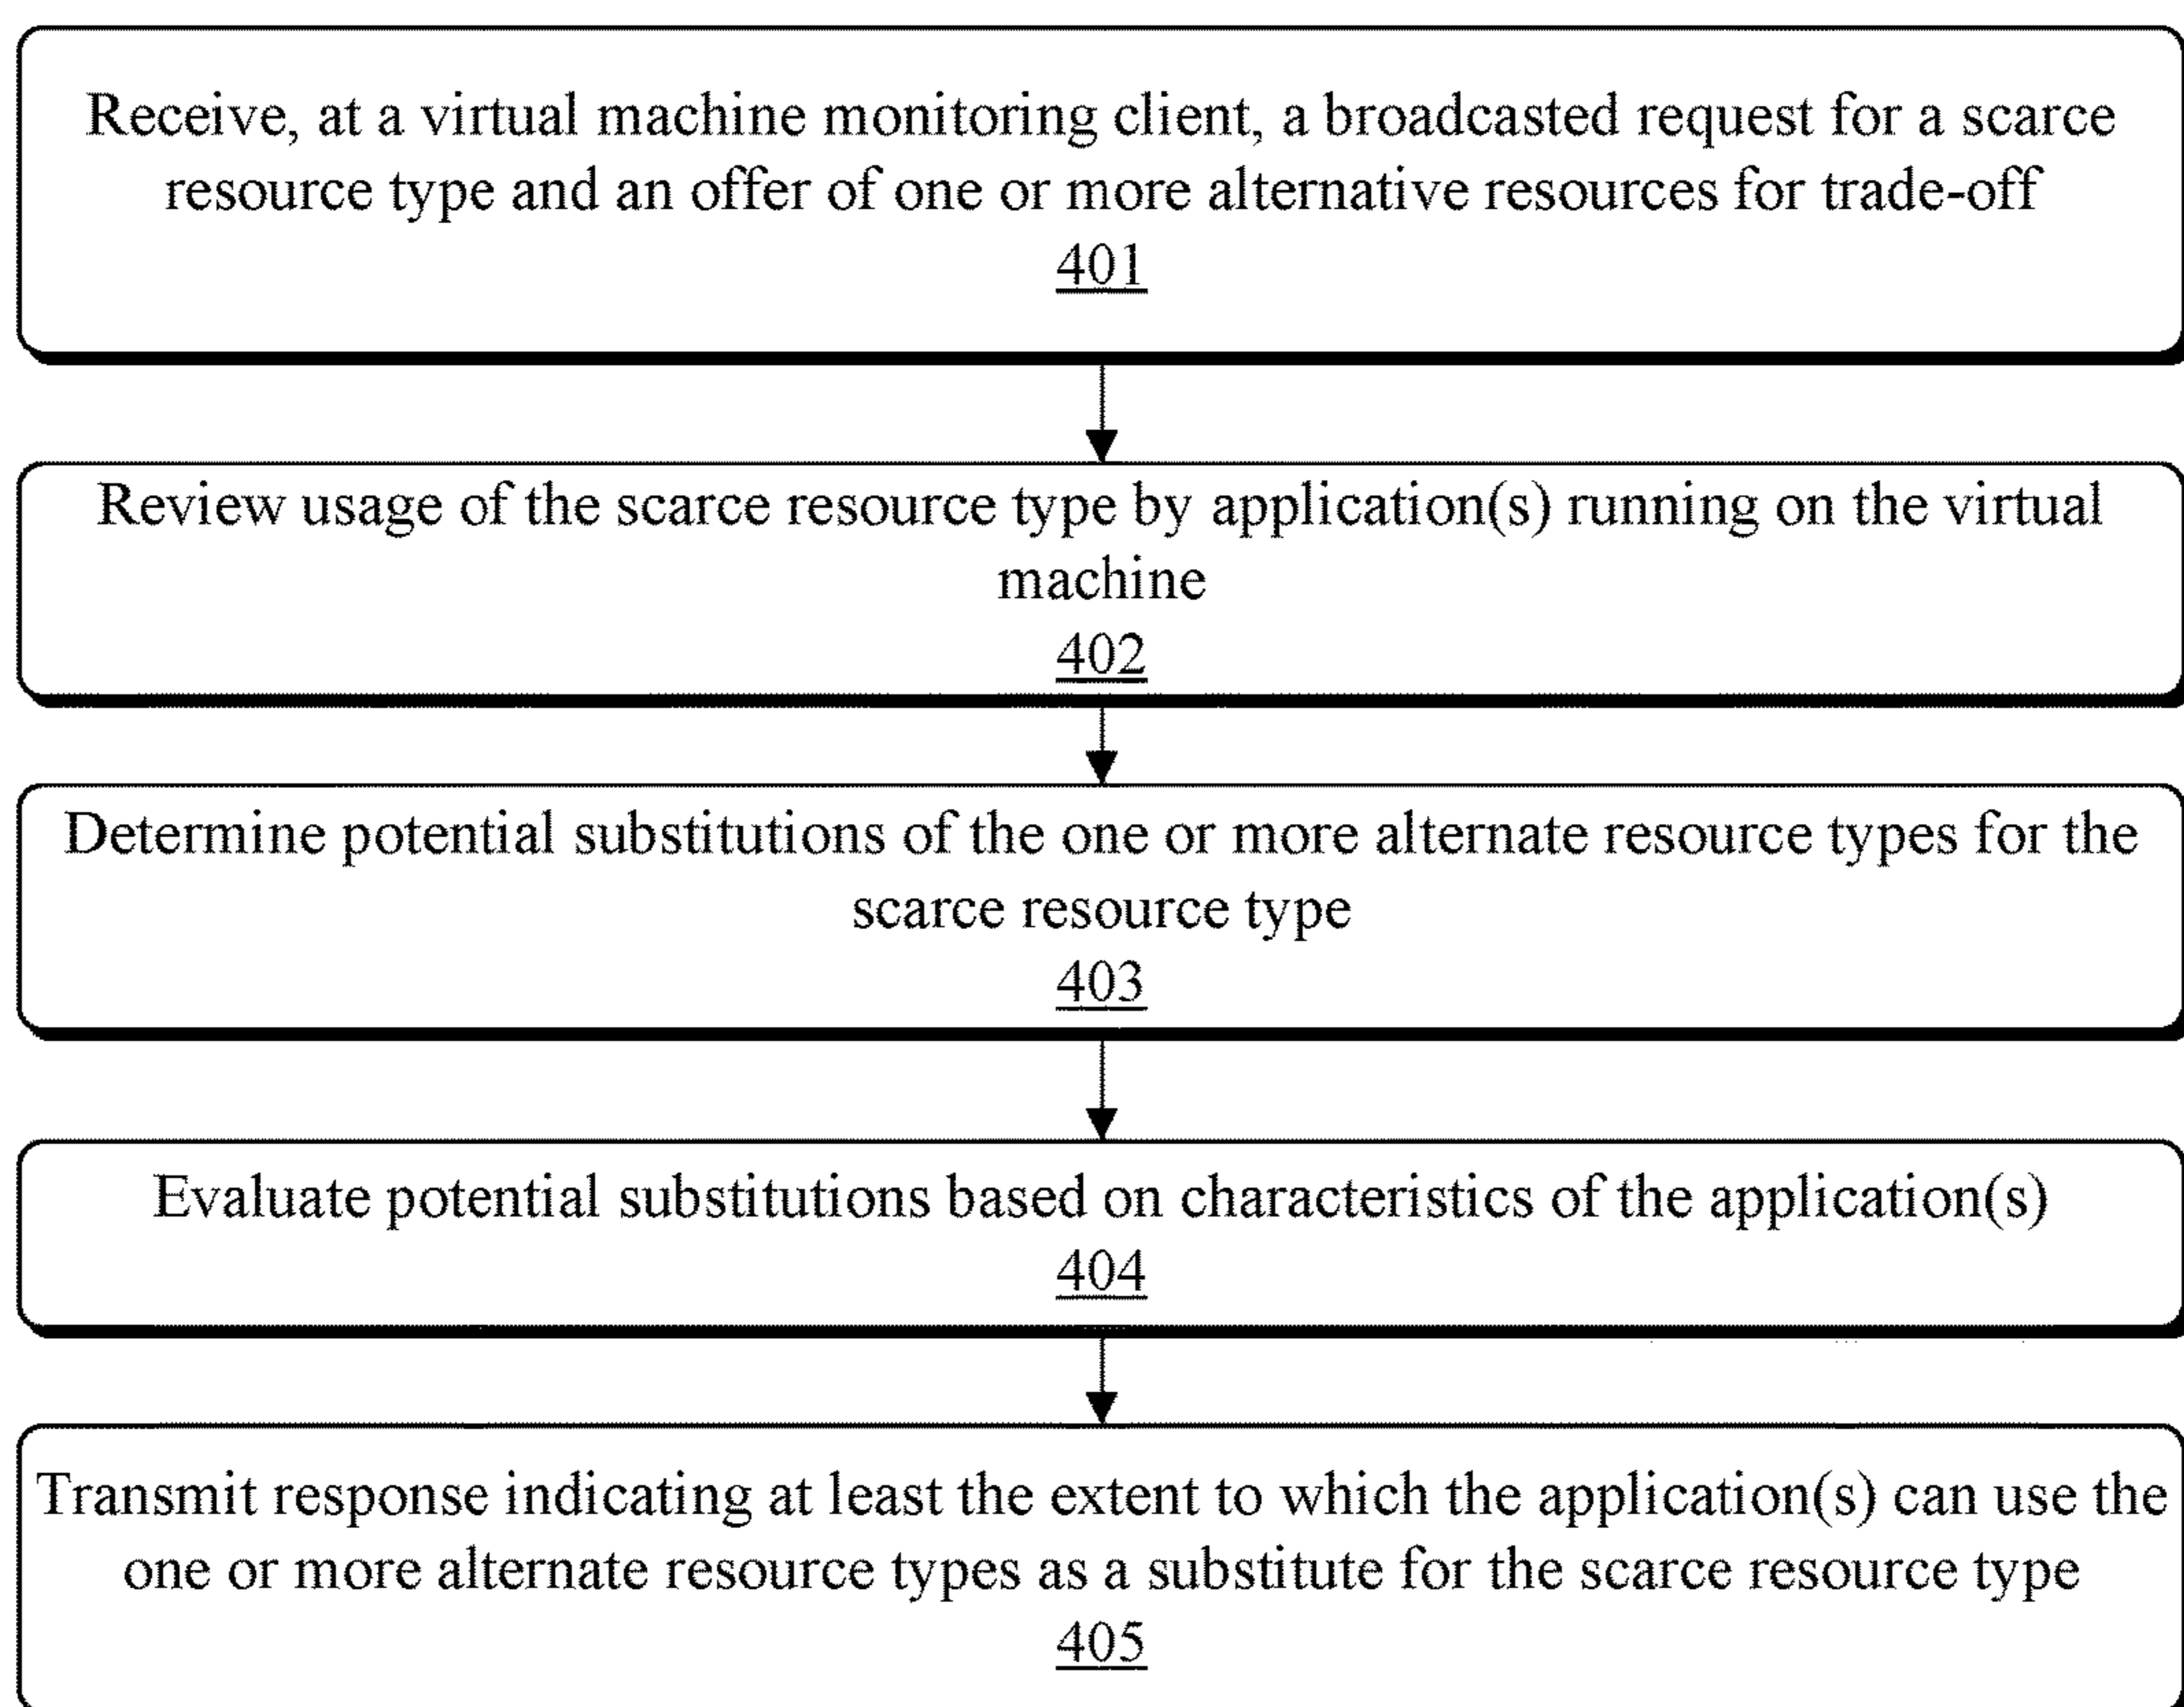 Receive, at a virtual machine monitoring client, a broadcasted request for a scarce
resource type and an offer of one or more alternative resources for trade-off
401
Review usage of the scarce resource type by application(s) running on the virtual
machine
402
Determine potential substitutions of the one or more alternate resource types for the
scarce resource type
403
Evaluate potential substitutions based on characteristics of the application(s)
404
Transmit response indicating at least the extent to which the application(s) can use the
one or more alternate resource types as a substitute for the scarce resource type
405